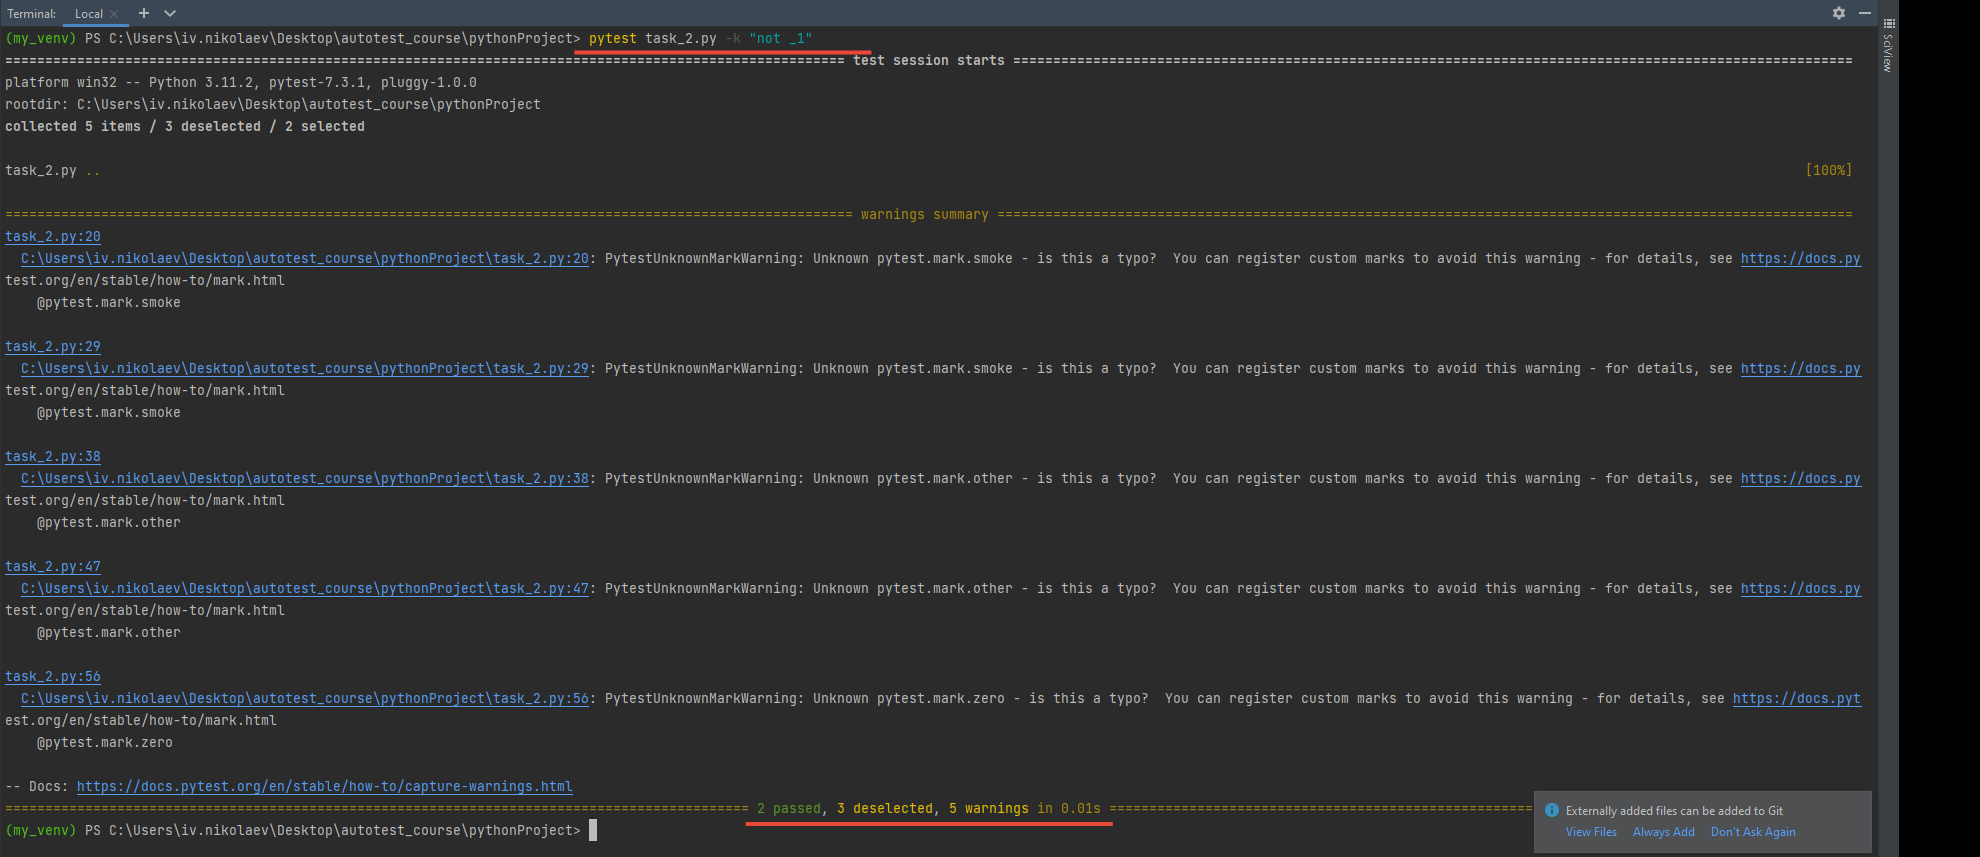 Terminal: Local × + 
(my_venv) PS C:\Users\iv.nikolaev\Desktop\autotest_course\pythonProject> pytest task_2.py -k "not _1"
========================================================================================================= test session starts =========================================================================================================
platform win32 -- Python 3.11.2, pytest-7.3.1, pluggy-1.0.0
rootdir: C:\Users\iv.nikolaev\Desktop\autotest_course\pythonProject
collected 5 items / 3 deselected / 2 selected
task_2.py .. [100%]
========================================================================================================== warnings summary ===========================================================================================================
task_2.py:20
C:\Users\iv.nikolaev\Desktop\autotest_course\pythonProject\task_2.py:20: PytestUnknownMarkWarning: Unknown pytest.mark.smoke - is this a typo?  You can register custom marks to avoid this warning - for details, see https://docs.py
test.org/en/stable/how-to/mark.html
@pytest.mark.smoke
task_2.py:29
C:\Users\iv.nikolaev\Desktop\autotest_course\pythonProject\task_2.py:29: PytestUnknownMarkWarning: Unknown pytest.mark.smoke - is this a typo?  You can register custom marks to avoid this warning - for details, see https://docs.py
test.org/en/stable/how-to/mark.html
@pytest.mark.smoke
task_2.py:38
C:\Users\iv.nikolaev\Desktop\autotest_course\pythonProject\task_2.py:38: PytestUnknownMarkWarning: Unknown pytest.mark.other - is this a typo?  You can register custom marks to avoid this warning - for details, see https://docs.py
test.org/en/stable/how-to/mark.html
@pytest.mark.other
task_2.py:47
C:\Users\iv.nikolaev\Desktop\autotest_course\pythonProject\task_2.py:47: PytestUnknownMarkWarning: Unknown pytest.mark.other - is this a typo?  You can register custom marks to avoid this warning - for details, see https://docs.py
test.org/en/stable/how-to/mark.html
@pytest.mark.other
task_2.py:56
C:\Users\iv.nikolaev\Desktop\autotest_course\pythonProject\task_2.py:56: PytestUnknownMarkWarning: Unknown pytest.mark.zero - is this a typo?  You can register custom marks to avoid this warning - for details, see https://docs.pyt
est.org/en/stable/how-to/mark.html
@pytest.mark.zero
-- Docs: https://docs.pytest.org/en/stable/how-to/capture-warnings.html
============================================================================================= 2 passed, 3 deselected, 5 warnings in 0.01s =====================================================
(my_venv) PS C:\Users\iv.nikolaev\Desktop\autotest_course\pythonProject>
SciView
Externally added files can be added to Git
View Files Always Add Don't Ask Again